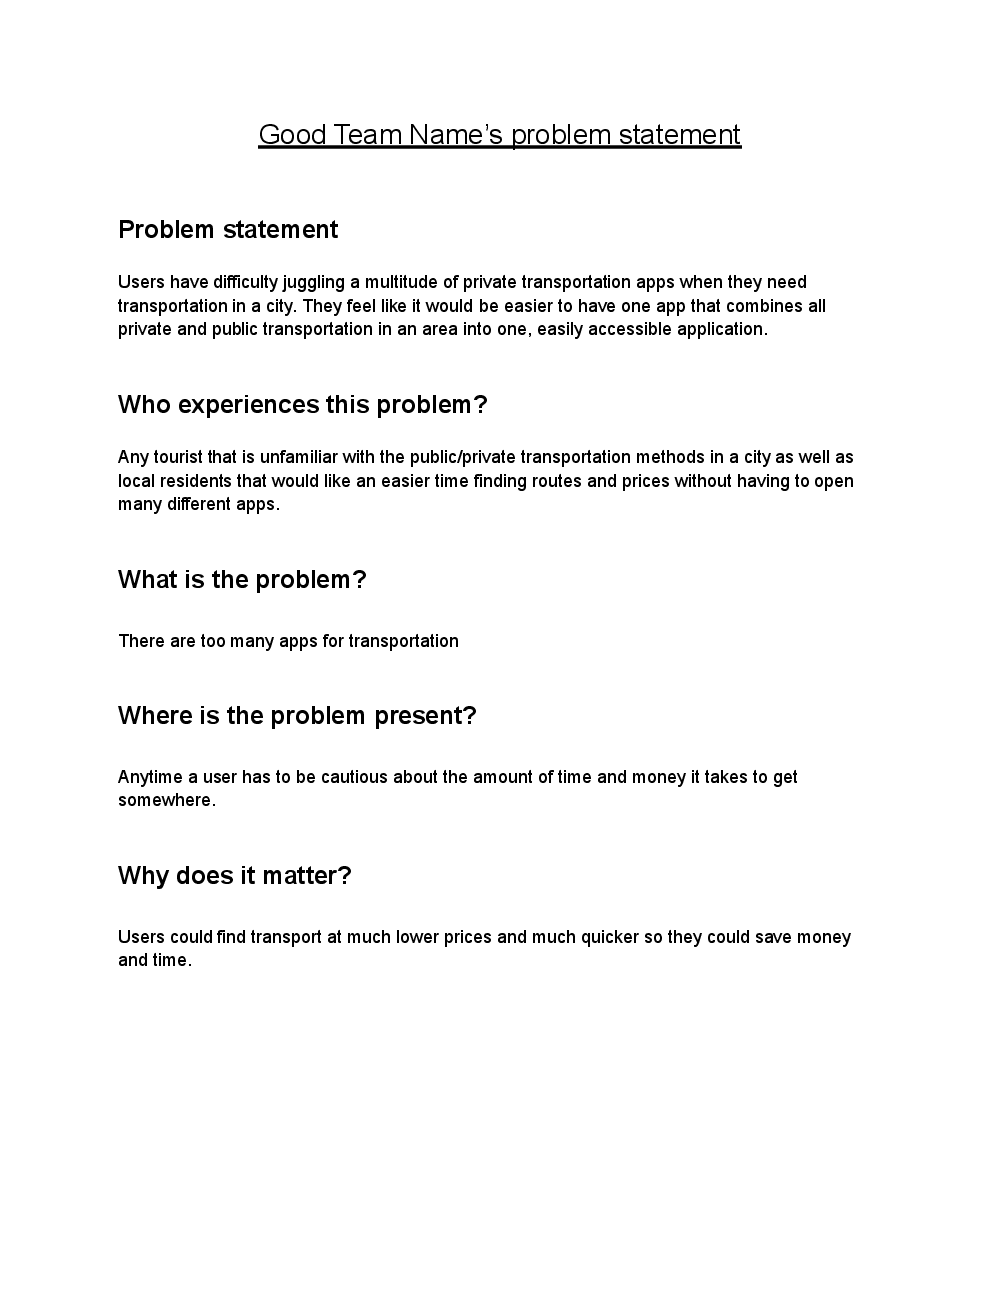 Good Team Name’s problem statement
Problem statement
Users have difficulty juggling a multitude of private transportation apps when they need
transportation in a city. They feel like it would be easier to have one app that combines all
private and public transportation in an area into one, easily accessible application.
Who experiences this problem?
Any tourist that is unfamiliar with the public/private transportation methods in a city as well as
local residents that would like an easier time finding routes and prices without having to open
many different apps.
What is the problem?
There are too many apps for transportation
Where is the problem present?
Anytime a user has to be cautious about the amount of time and money it takes to get
somewhere.
Why does it matter?
Users could find transport at much lower prices and much quicker so they could save money
and time.